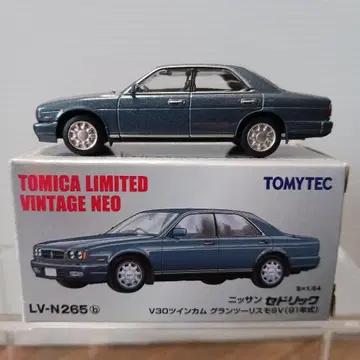 TOMICA LIMITED
VINTAGE NEO
TOMYTEC
S=1/64
LV-N265 b
ニッサン セドリック
V30ツインカム グランツーリスモSV(91年式)